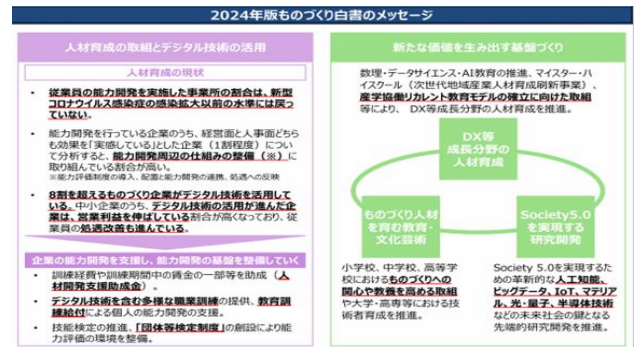 2024年版ものづくり白書のメッセージ
人材育成の取組とデジタル技術の活用
人材育成の現状
・ 従業員の能力開発を実施した事業所の割合は、新型
コロナウイルス感染症の感染拡大以前の水準には戻っ
ていない。
・ 能力開発を行っている企業のうち、経営面と人事面どちら
も効果を「実感している」とした企業（1割程度）につい
て分析すると、能力開発周辺の仕組みの整備（※）に
取り組んでいる割合が高い。
※能力評価制度の導入、配置と能力開発の連携、処遇への反映
・ 8割を超えるものづくり企業がデジタル技術を活用して
いる。中小企業のうち、デジタル技術の活用が進んだ企
業は、営業利益を伸ばしている割合が高くなっており、従
業員の処遇改善も進んでいる。
企業の能力開発を支援し、能力開発の基盤を整備していく
・ 訓練経費や訓練期間中の賃金の一部等を助成（人
材開発支援助成金）。
・ デジタル技術を含む多様な職業訓練の提供、教育訓
練給付による個人の能力開発の支援。
・ 技能検定の推進、「団体等検定制度」の創設により能
力評価の環境を整備。
新たな価値を生み出す基盤づくり
数理・データサイエンス・AI教育の推進、マイスター・ハ
イスクール（次世代地域産業人材育成刷新事業）、
産学協働リカレント教育モデルの確立に向けた取組
等により、DX等成長分野の人材育成を推進。
DX等
成長分野の
人材育成
ものづくり人材
を育む教育・
文化芸術
Society5.0
を実現する
研究開発
小学校、中学校、高等学
校におけるものづくりへの
関心や教養を高める取組
や大学・高専等における技
術者育成を推進。
Society 5.0を実現するた
めの革新的な人工知能、
ビッグデータ、IoT、マテリア
ル、光・量子、半導体技術
などの未来社会の鍵となる
先端的研究開発を推進。